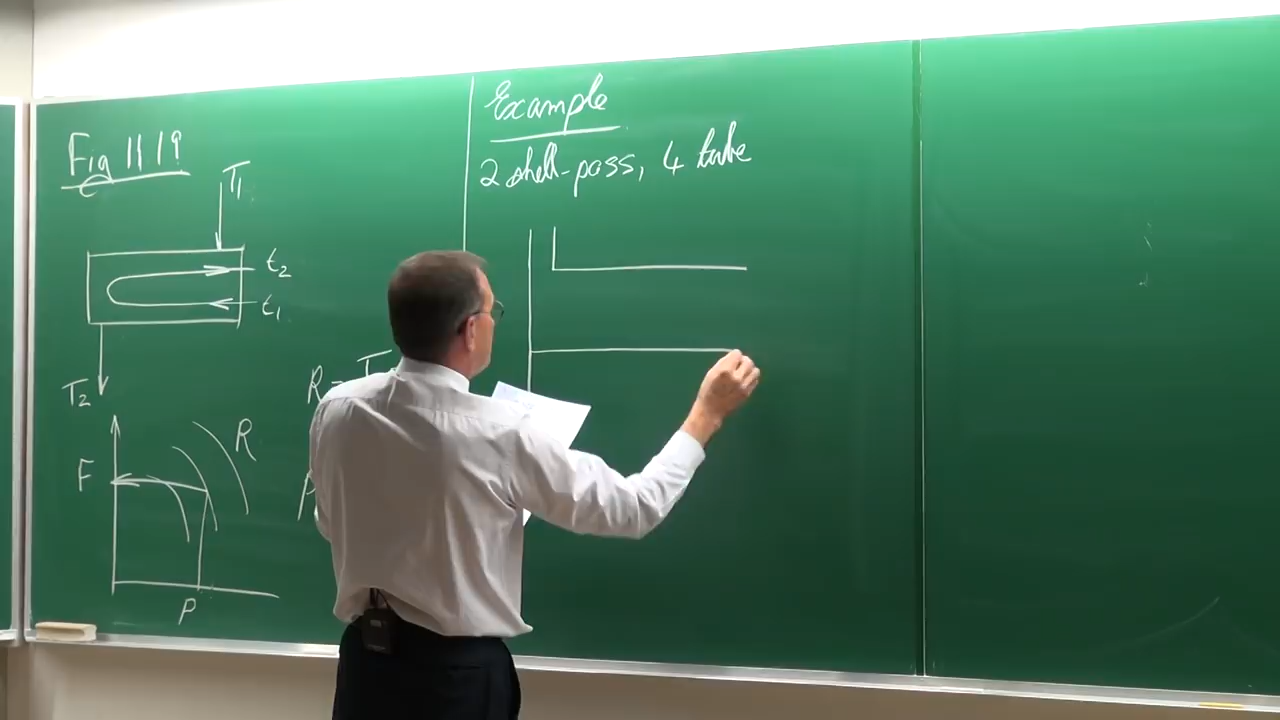 Fig 11 19
T₁
t₂
t₁
T₂
R
F
P
R = T
Example
2 shell-pass, 4 tube